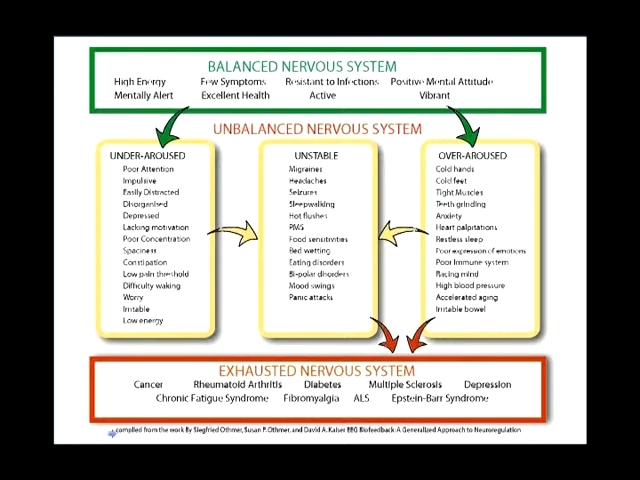 BALANCED NERVOUS SYSTEM
High Energy Few Symptoms Resistant to Infections Positive Mental Attitude
Mentally Alert Excellent Health Active Vibrant
UNBALANCED NERVOUS SYSTEM
UNDER-AROUSED
Poor Attention
Impulsive
Easily Distracted
Disorganised
Depressed
Lacking motivation
Poor Concentration
Spaciness
Constipation
Low pain threshold
Difficulty waking
Worry
Irritable
Low energy
UNSTABLE
Migraines
Headaches
Seizures
Sleepwalking
Hot flushes
PMS
Food sensitivities
Bed wetting
Eating disorders
Bi-polar disorders
Mood swings
Panic attacks
OVER-AROUSED
Cold hands
Cold feet
Tight Muscles
Teeth grinding
Anxiety
Heart palpitations
Restless sleep
Poor expression of emotions
Poor Immune system
Racing mind
High blood pressure
Accelerated aging
Irritable bowel
EXHAUSTED NERVOUS SYSTEM
Cancer Rheumatoid Arthritis Diabetes Multiple Sclerosis Depression
Chronic Fatigue Syndrome Fibromyalgia ALS Epstein-Barr Syndrome
compiled from the work By Siegfried Othmer, Susan P. Othmer, and David A. Kaiser EEG Biofeedback: A Generalized Approach to Neuroregulation